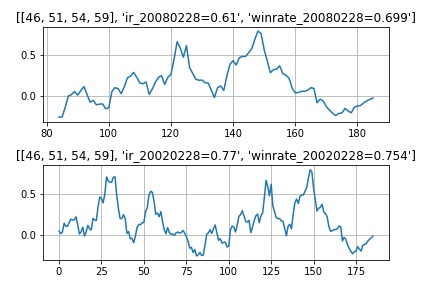 [[46, 51, 54, 59], 'ir_20080228=0.61', 'winrate_20080228=0.699']
0.5
0.0
80 100 120 140 160 180
[[46, 51, 54, 59], 'ir_20020228=0.77', 'winrate_20020228=0.754']
0.5
0.0
0 25 50 75 100 125 150 175